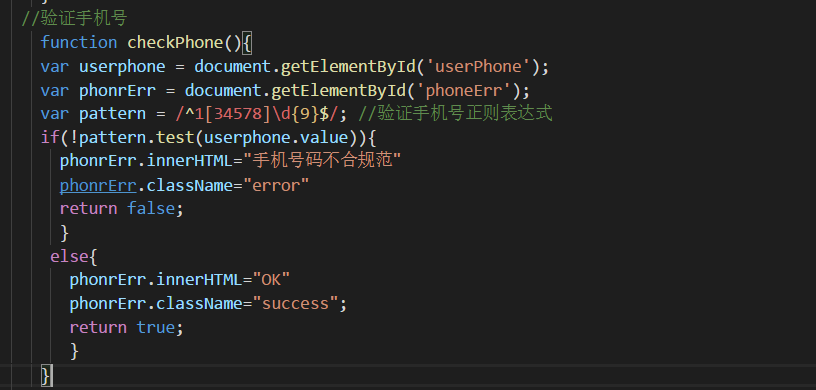 }
//验证手机号
function checkPhone(){
var userphone = document.getElementById('userPhone');
var phonrErr = document.getElementById('phoneErr');
var pattern = /^1[34578]\d{9}$/; //验证手机号正则表达式
if(!pattern.test(userphone.value)){
phonrErr.innerHTML="手机号码不合规范"
phonrErr.className="error"
return false;
}
else{
phonrErr.innerHTML="OK"
phonrErr.className="success";
return true;
}
}